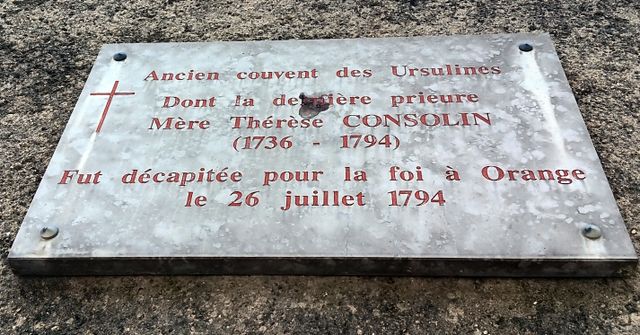 Ancien couvent des Ursulines
Dont la dernière prieure
Mère Thérèse CONSOLIN
(1736 - 1794)
Fut décapitée pour la foi à Orange
le 26 juillet 1794